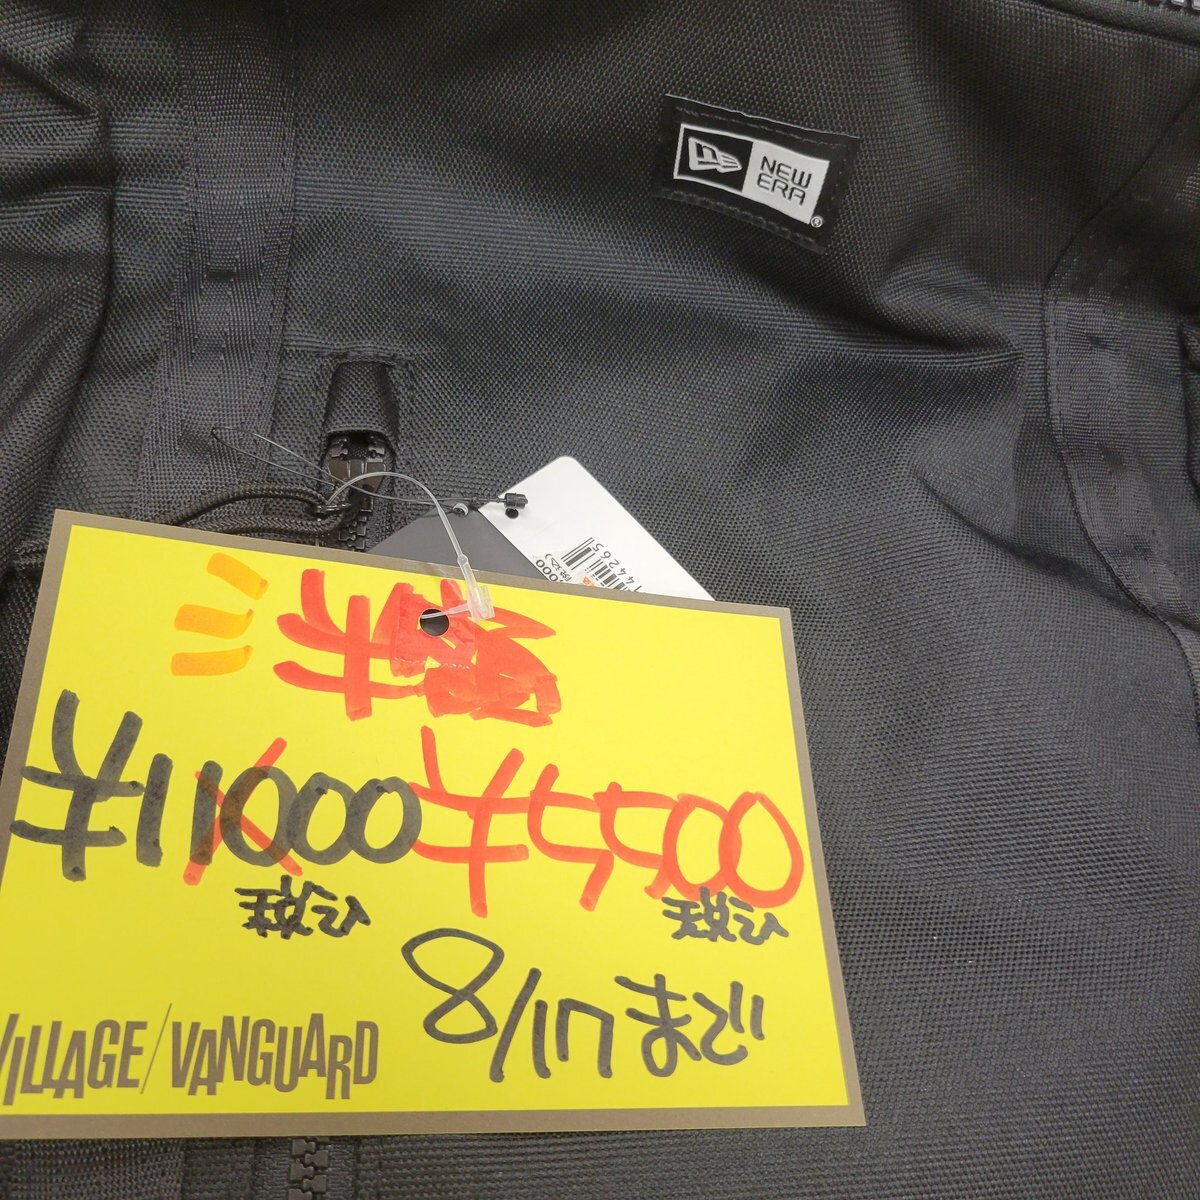 NEW ERA
半額
¥11000 ¥5500
税込 税込
8/17まで!!
VILLAGE/VANGUARD